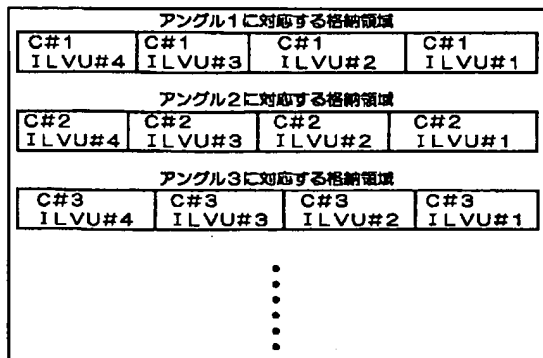 アングル1に対応する格納領域
C#1 C#1 C#1 C#1
ILVU#4 ILVU#3 ILVU#2 ILVU#1
アングル2に対応する格納領域
C#2 C#2 C#2 C#2
ILVU#4 ILVU#3 ILVU#2 ILVU#1
アングル3に対応する格納領域
C#3 C#3 C#3 C#3
ILVU#4 ILVU#3 ILVU#2 ILVU#1